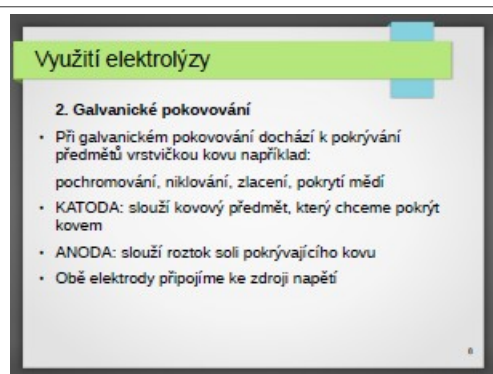 Využití elektrolýzy
2. Galvanické pokovování
• Při galvanickém pokovování dochází k pokrývání
předmětů vrstvičkou kovu například:
pochromování, niklování, zlacení, pokrytí mědí
• KATODA: slouží kovový předmět, který chceme pokrýt
kovem
• ANODA: slouží roztok soli pokrývajícího kovu
• Obě elektrody připojíme ke zdroji napětí